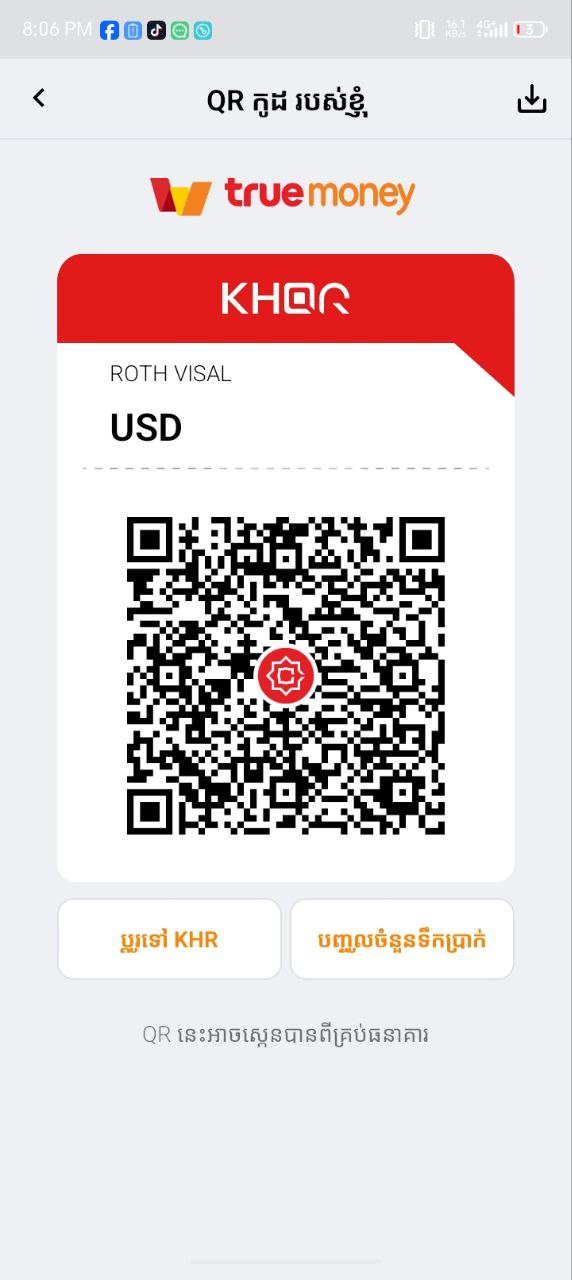 8:06 PM 16.1 KB/s 4G+ 3
QR កូដ របស់ខ្ញុំ
truemoney
KHQR
ROTH VISAL
USD
ប្តូរទៅ KHR
បញ្ចូលចំនួនទឹកប្រាក់
QR នេះអាចស្កេនបានពីគ្រប់ធនាគារ